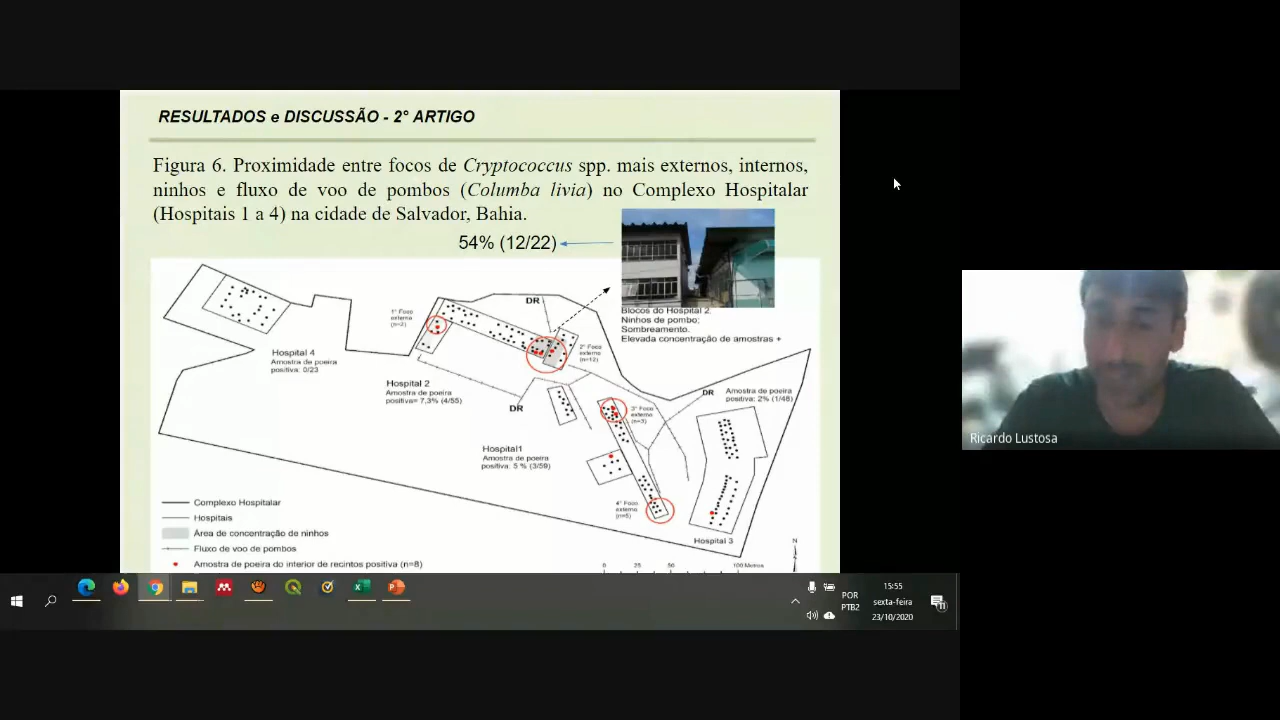 RESULTADOS e DISCUSSÃO - 2° ARTIGO
Figura 6. Proximidade entre focos de Cryptococcus spp. mais externos, internos,
ninhos e fluxo de voo de pombos (Columba livia) no Complexo Hospitalar
(Hospitais 1 a 4) na cidade de Salvador, Bahia.
54% (12/22)
Blocos do Hospital 2.
Ninhos de pombo;
Sombreamento.
Elevada concentração de amostras +
DR
1° Foco
externo
(n=2)
2° Foco
externo
(n=12)
Hospital 4
Amostra de poeira
positiva: 0/23
Hospital 2
Amostra de poeira
positiva= 7,3% (4/55)
DR
DR
Amostra de poeira
positiva: 2% (1/48)
3° Foco
externo
(n=3)
Hospital1
Amostra de poeira
positiva: 5 % (3/59)
4° Foco
externo
(n=5)
Hospital 3
Complexo Hospitalar
Hospitais
Área de concentração de ninhos
Fluxo de voo de pombos
Amostra de poeira do interior de recintos positiva (n=8)
N
0 25 50 100 Metros
Ricardo Lustosa
POR
PTB2
15:55
sexta-feira
23/10/2020
11